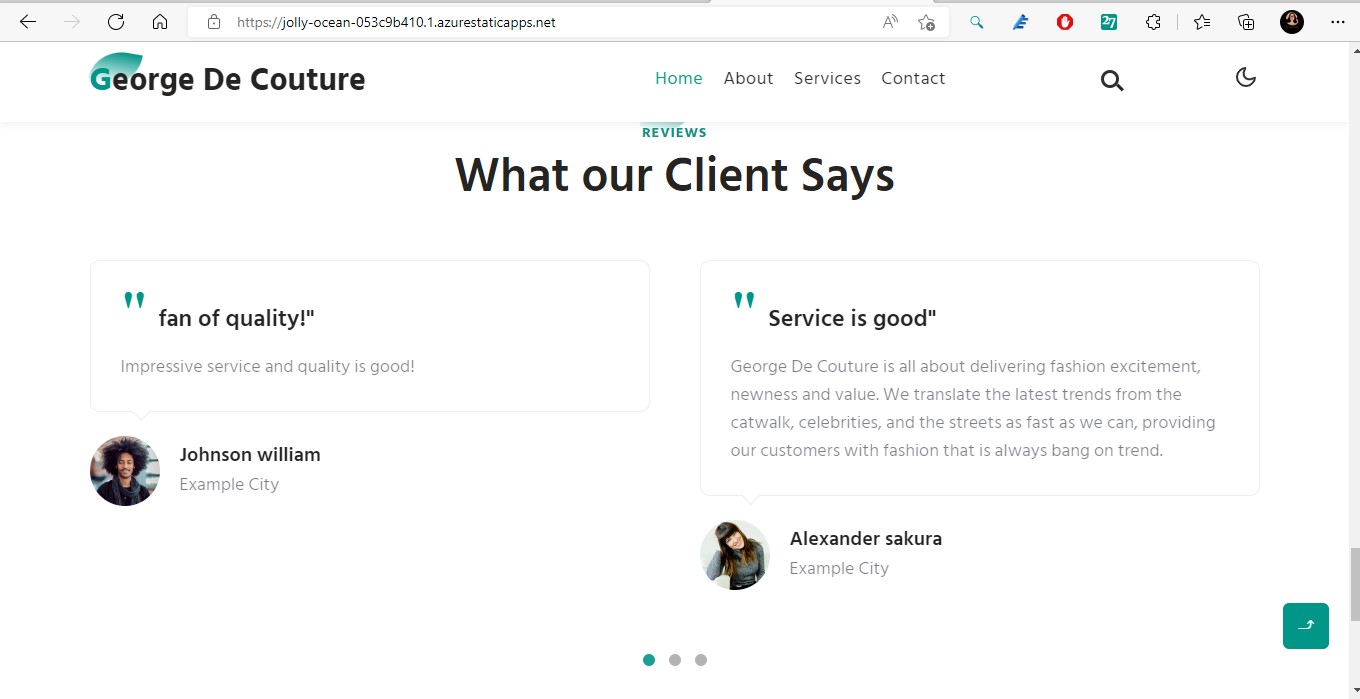 https://jolly-ocean-053c9b410.1.azurestaticapps.net
27
George De Couture
Home About Services Contact
REVIEWS
What our Client Says
" fan of quality!"
Impressive service and quality is good!
Johnson william
Example City
" Service is good"
George De Couture is all about delivering fashion excitement,
newness and value. We translate the latest trends from the
catwalk, celebrities, and the streets as fast as we can, providing
our customers with fashion that is always bang on trend.
Alexander sakura
Example City